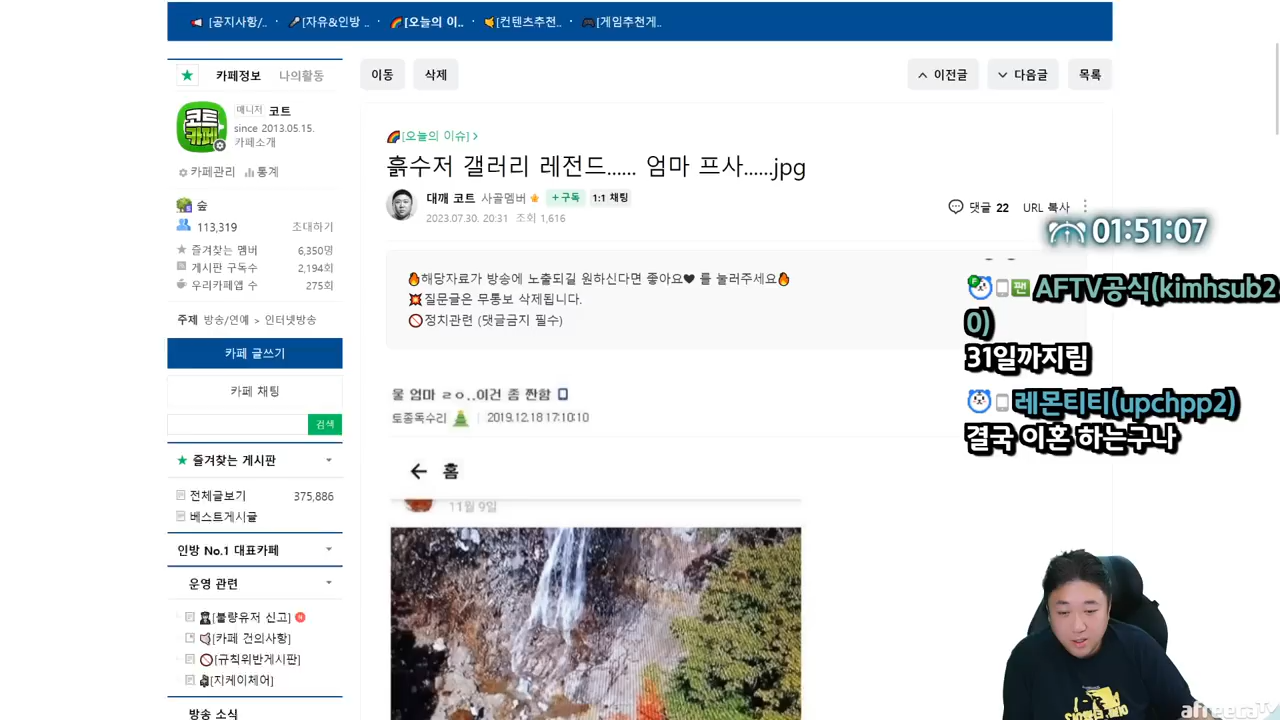 [공지사항/..
[자유&인방 ..
[오늘의 이..
[컨텐츠추천..
[게임추천게..
카페정보 나의활동
매니저 코트
since 2013.05.15.
카페소개
카페관리 통계
숲
113,319 초대하기
즐겨찾는 멤버 6,350명
게시판 구독수 2,194회
우리카페앱 수 275회
주제 방송/연예 > 인터넷방송
카페 글쓰기
카페 채팅
검색
즐겨찾는 게시판
전체글보기 375,886
베스트게시글
인방 No.1 대표카페
운영 관련
[불량유저 신고]
[카페 건의사항]
[규칙위반게시판]
[지케이체어]
방송 소식
이동 삭제
이전글 다음글 목록
[오늘의 이슈] >
흙수저 갤러리 레전드...... 엄마 프사......jpg
대깨 코트 사골멤버 + 구독 1:1 채팅
2023.07.30. 20:31 조회 1,616
댓글 22 URL 복사
해당자료가 방송에 노출되길 원하신다면 좋아요 를 눌러주세요
질문글은 무통보 삭제됩니다.
정치관련 (댓글금지 필수)
울 엄마 ㄹㅇ..이건 좀 짠함
토종독수리 2019.12.18 17:10:10
← 홈
11월 9일
01:51:07
F 팬 AFTV공식(kimhsub2
0)
31일까지림
레몬티티(upchpp2)
결국 이혼 하는구나
afreecaTV